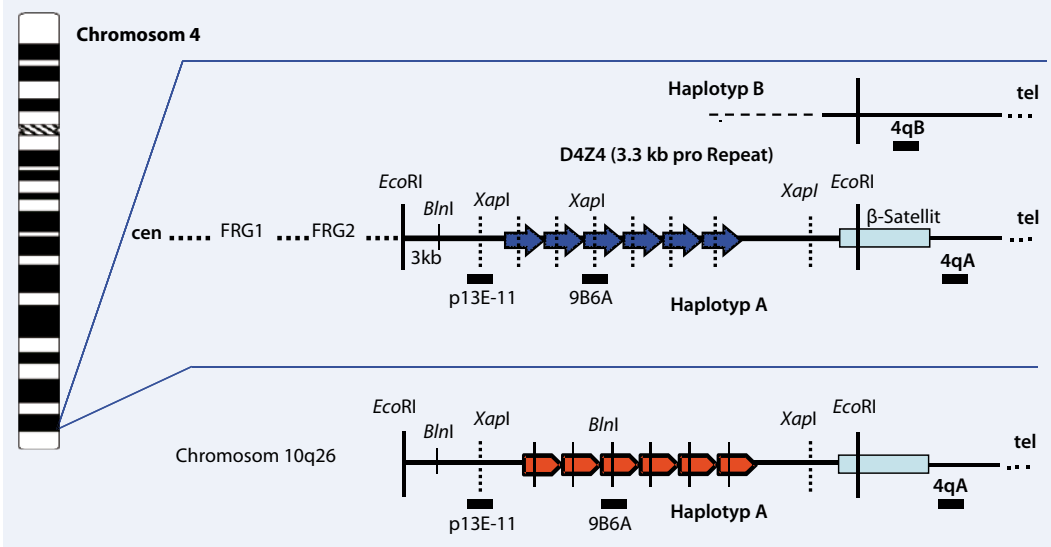 Chromosom 4
Haplotyp B
tel
4qB
D4Z4 (3.3 kb pro Repeat)
EcoRI
BlnI
XapI
XapI
XapI
EcoRI
β-Satellit
cen
FRG1
FRG2
tel
3kb
4qA
p13E-11
9B6A
Haplotyp A
EcoRI
BlnI
XapI
BlnI
XapI
EcoRI
tel
Chromosom 10q26
4qA
p13E-11
9B6A
Haplotyp A